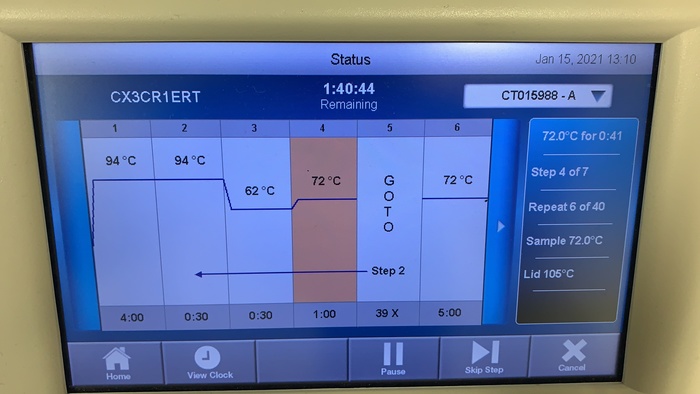 Status
Jan 15, 2021 13:10
CX3CR1ERT
1:40:44
Remaining
CT015988 - A
1 2 3 4 5 6
94 °C 94 °C 62 °C 72 °C GOTO 72 °C
Step 2
4:00 0:30 0:30 1:00 39 X 5:00
72.0°C for 0:41
Step 4 of 7
Repeat 6 of 40
Sample 72.0°C
Lid 105°C
Home View Clock Pause Skip Step Cancel